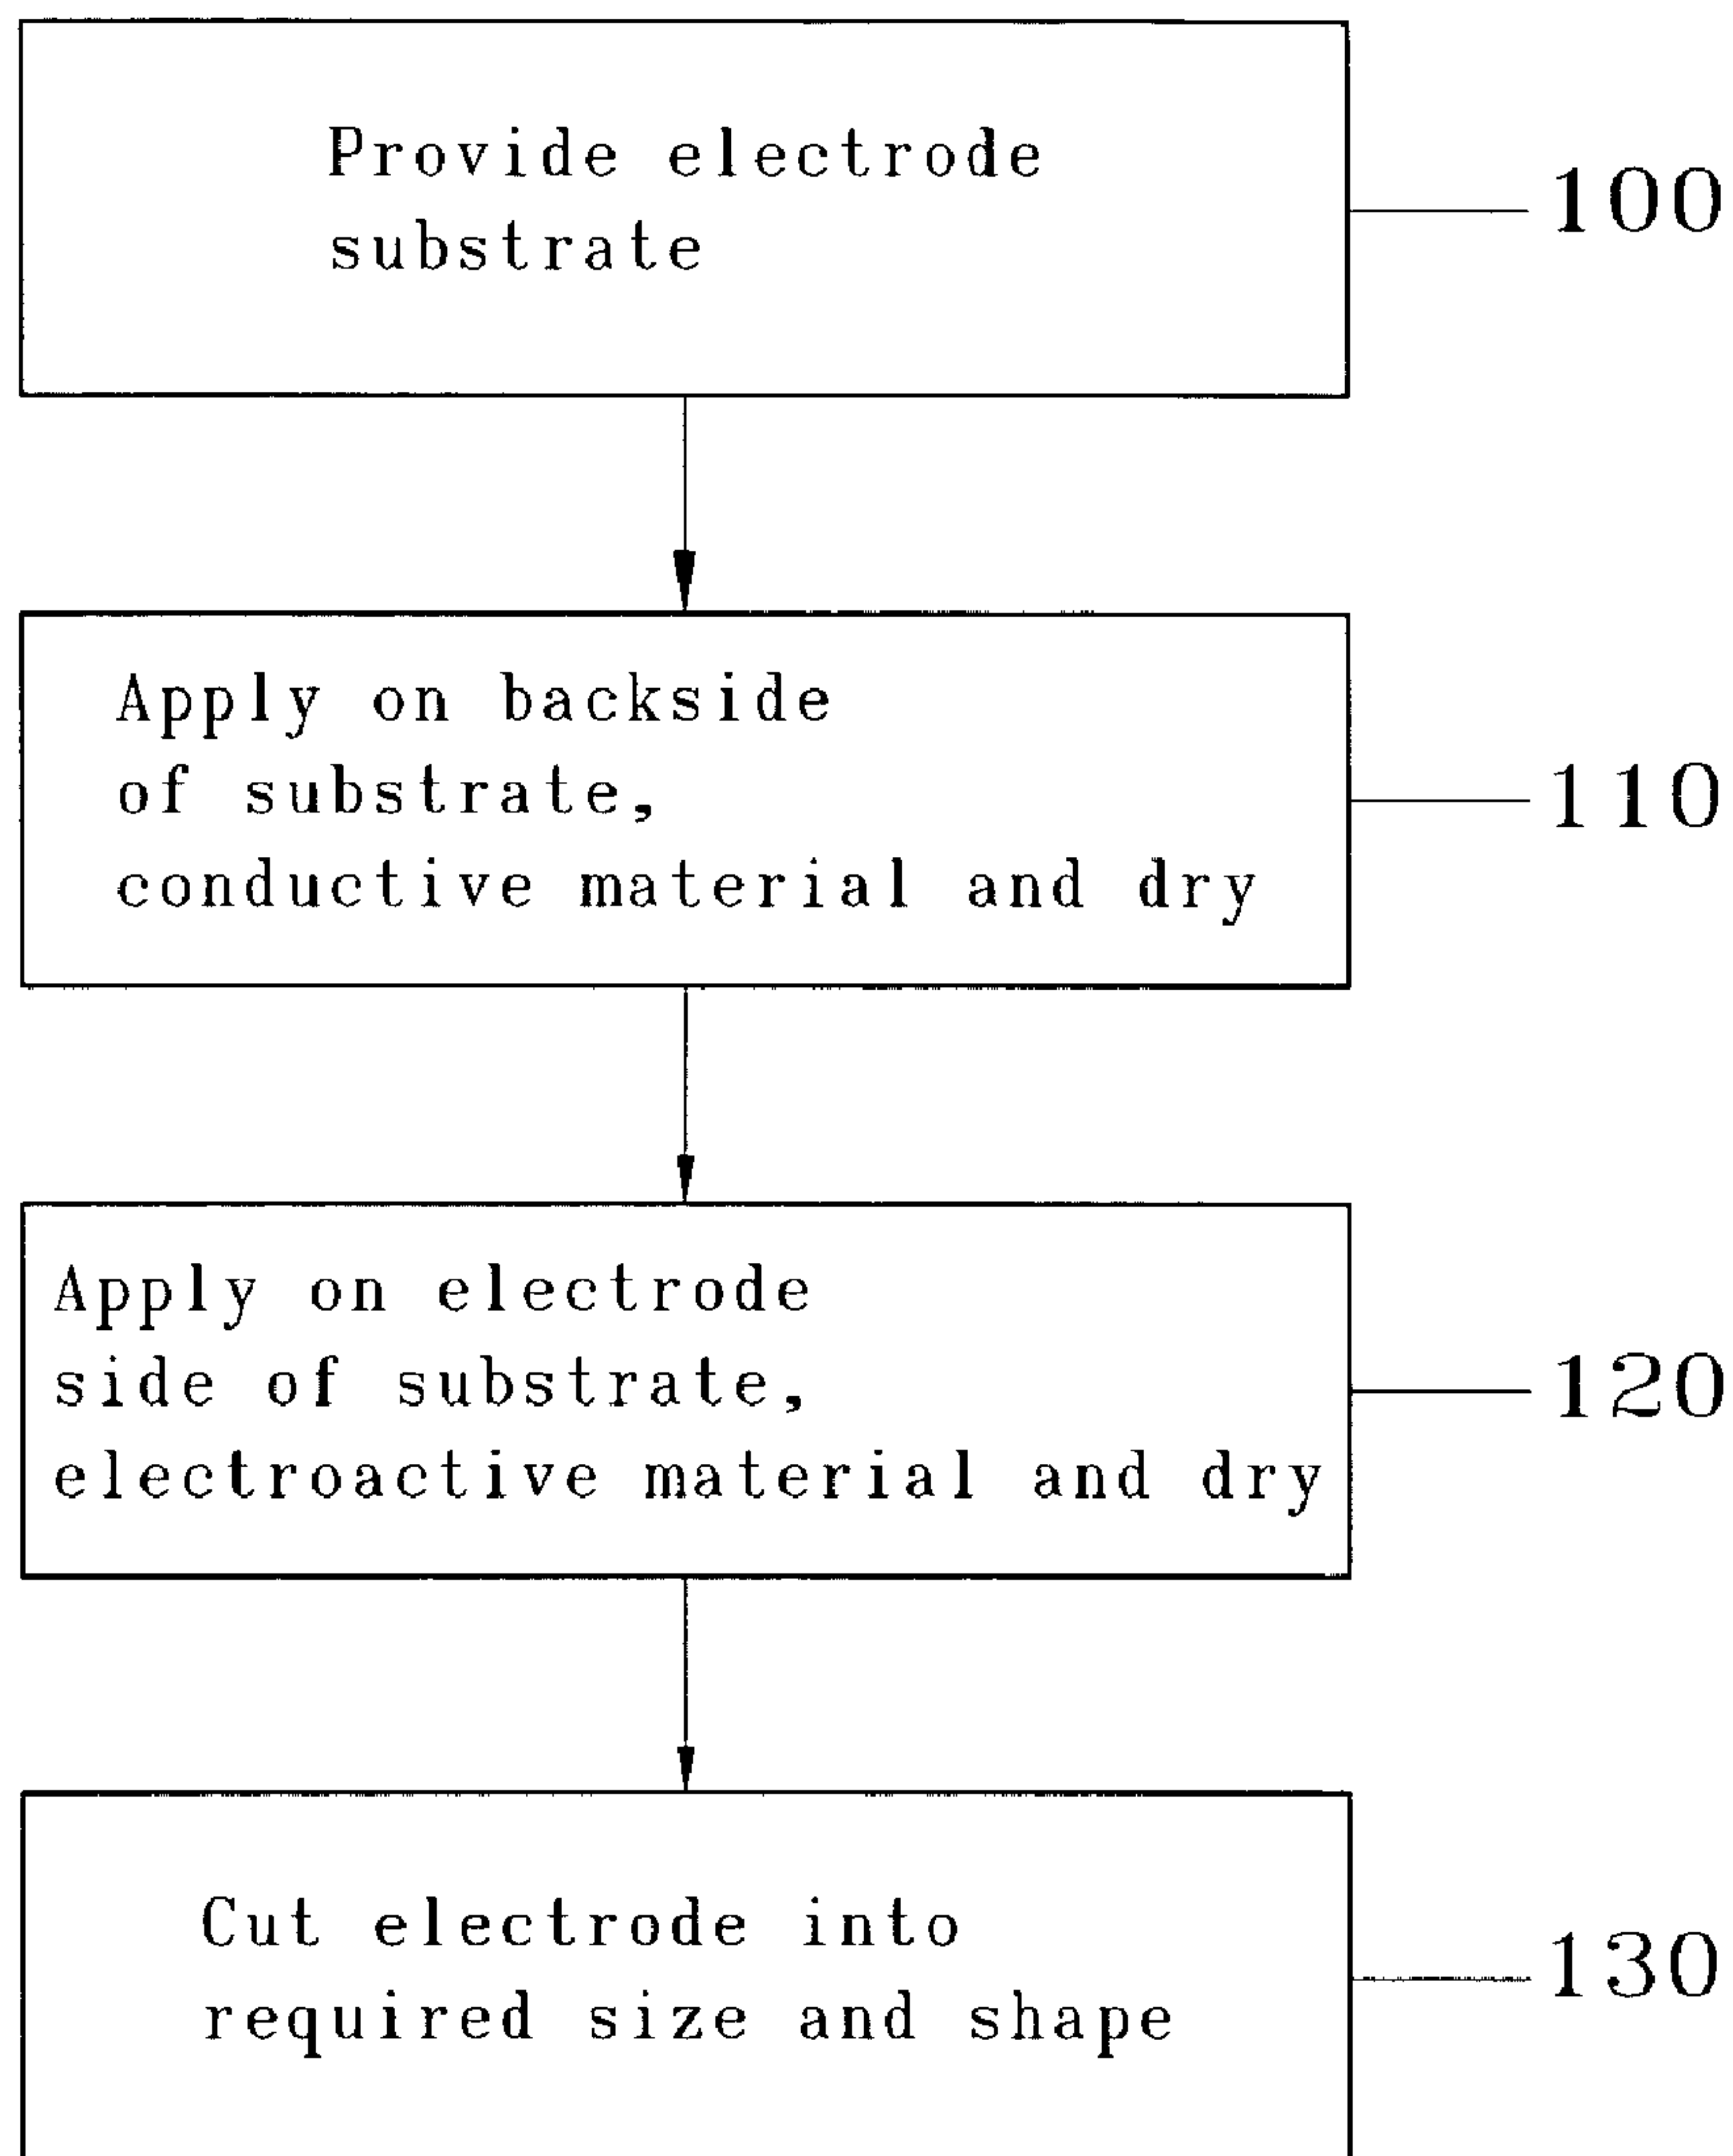 Provide electrode
substrate
100
Apply on backside
of substrate,
conductive material and dry
110
Apply on electrode
side of substrate,
electroactive material and dry
120
Cut electrode into
required size and shape
130